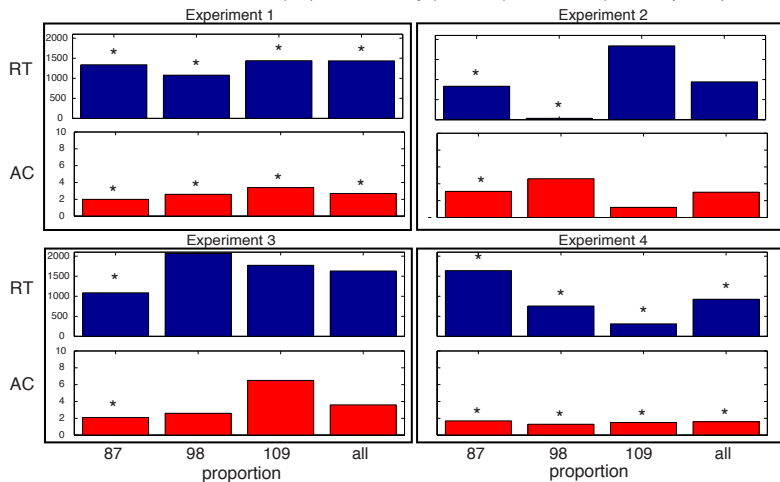 Experiment 1 Experiment 2
RT
2000
1500
1000
500
0
* * * *
* *
AC
10
8
6
4
2
0
* * * *
*
Experiment 3 Experiment 4
RT
2000
1500
1000
500
0
*
* * * *
AC
10
8
6
4
2
0
*
* * * *
87 98 109 all 87 98 109 all
proportion proportion